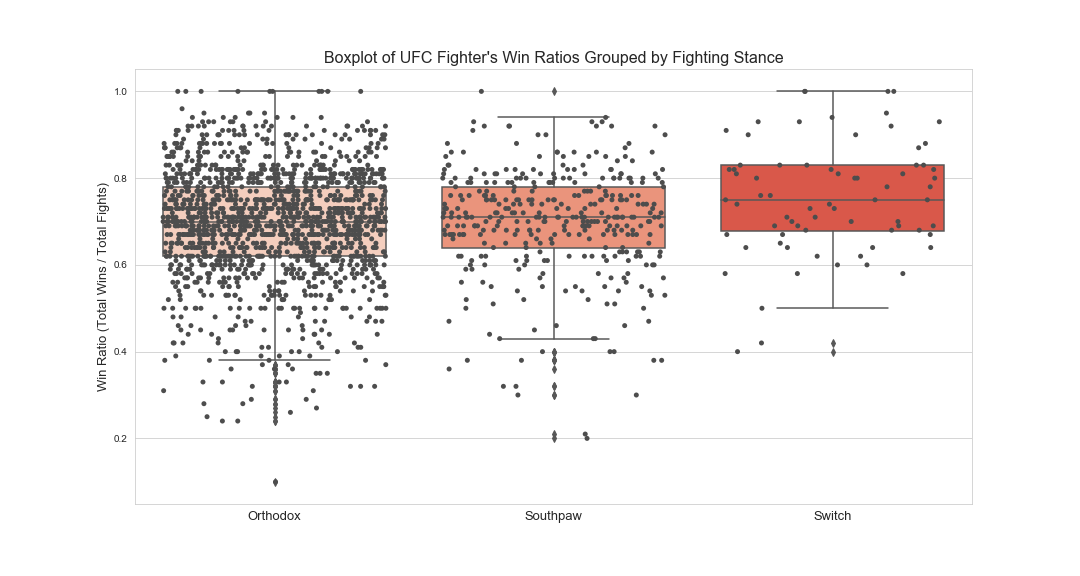 Boxplot of UFC Fighter's Win Ratios Grouped by Fighting Stance
Win Ratio (Total Wins / Total Fights)
1.0
0.8
0.6
0.4
0.2
Orthodox
Southpaw
Switch